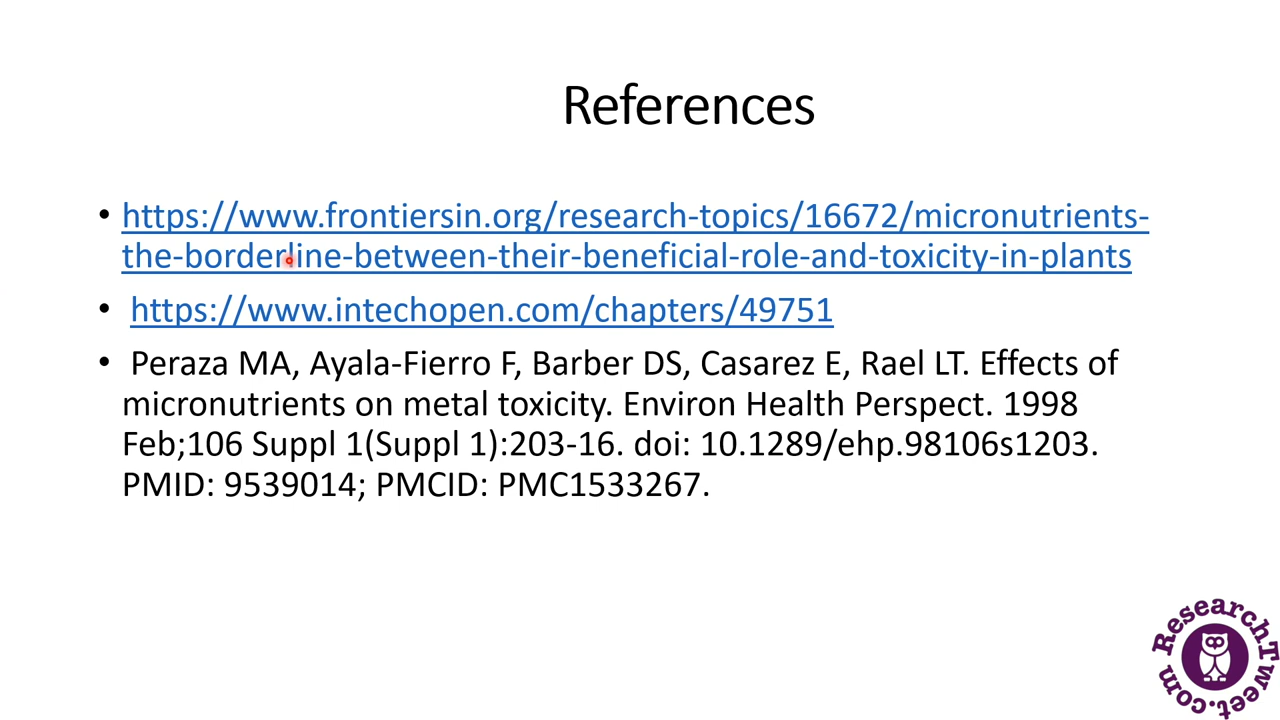 References
• https://www.frontiersin.org/research-topics/16672/micronutrients-
the-borderline-between-their-beneficial-role-and-toxicity-in-plants
• https://www.intechopen.com/chapters/49751
• Peraza MA, Ayala-Fierro F, Barber DS, Casarez E, Rael LT. Effects of
micronutrients on metal toxicity. Environ Health Perspect. 1998
Feb;106 Suppl 1(Suppl 1):203-16. doi: 10.1289/ehp.98106s1203.
PMID: 9539014; PMCID: PMC1533267.
ResearchTweet.com